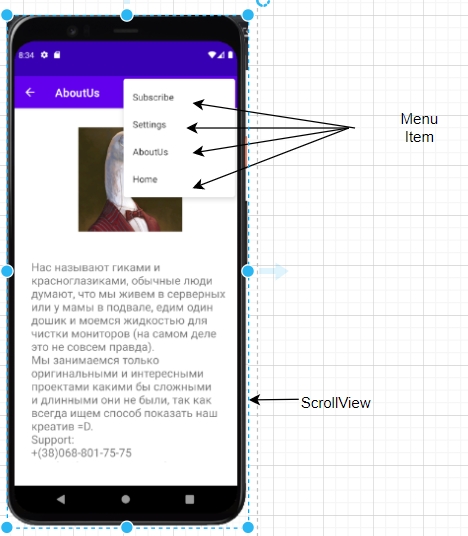 8:34
AboutUs
Subscribe
Settings
AboutUs
Home
Menu
Item
Нас называют гиками и
красноглазиками, обычные люди
думают, что мы живем в серверных
или у мамы в подвале, едим один
дошик и моемся жидкостью для
чистки мониторов (на самом деле
это не совсем правда).
Мы занимаемся только
оригинальными и интересными
проектами какими бы сложными
и длинными они не были, так как
всегда ищем способ показать наш
креатив =D.
Support:
+(38)068-801-75-75
ScrollView